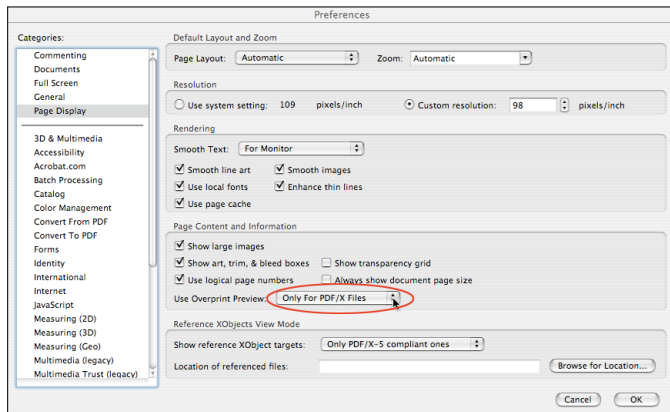 Preferences
Categories:
Commenting
Documents
Full Screen
General
Page Display
3D & Multimedia
Accessibility
Acrobat.com
Batch Processing
Catalog
Color Management
Convert From PDF
Convert To PDF
Forms
Identity
International
Internet
JavaScript
Measuring (2D)
Measuring (3D)
Measuring (Geo)
Multimedia (legacy)
Multimedia Trust (legacy)
Default Layout and Zoom
Page Layout: Automatic Zoom: Automatic
Resolution
Use system setting: 109 pixels/inch Custom resolution: 98 pixels/inch
Rendering
Smooth Text: For Monitor
Smooth line art Smooth images
Use local fonts Enhance thin lines
Use page cache
Page Content and Information
Show large images
Show art, trim, & bleed boxes Show transparency grid
Use logical page numbers Always show document page size
Use Overprint Preview: Only For PDF/X Files
Reference XObjects View Mode
Show reference XObject targets: Only PDF/X-5 compliant ones
Location of referenced files: Browse for Location...
Cancel OK